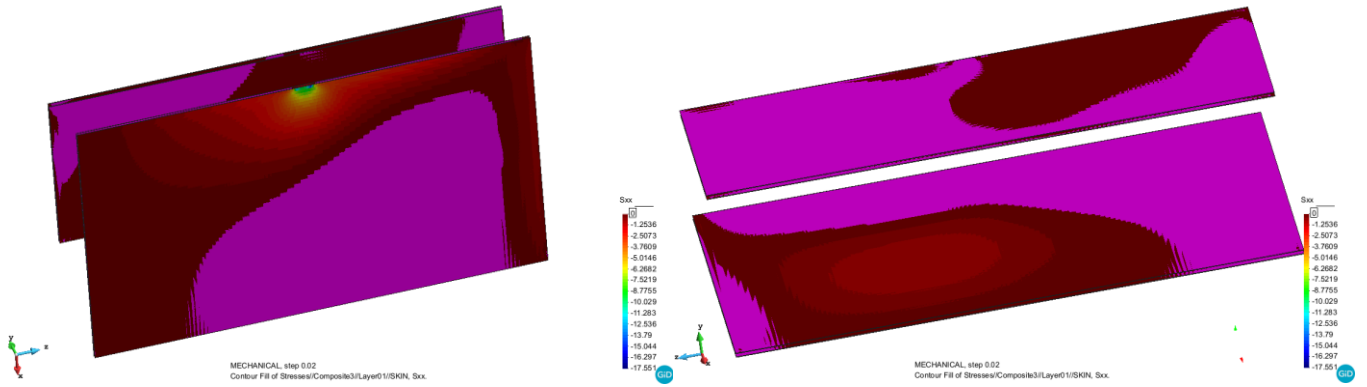 Sxx
0
-1.2536
-2.5073
-3.7609
-5.0146
-6.2682
-7.5219
-8.7755
-10.029
-11.283
-12.536
-13.79
-15.044
-16.297
-17.551
y
z
x
MECHANICAL, step 0.02
Contour Fill of Stresses//Composite3//Layer01//SKIN, Sxx.
GiD
Sxx
0
-1.2536
-2.5073
-3.7609
-5.0146
-6.2682
-7.5219
-8.7755
-10.029
-11.283
-12.536
-13.79
-15.044
-16.297
-17.551
y
z
x
MECHANICAL, step 0.02
Contour Fill of Stresses//Composite3//Layer01//SKIN, Sxx.
GiD